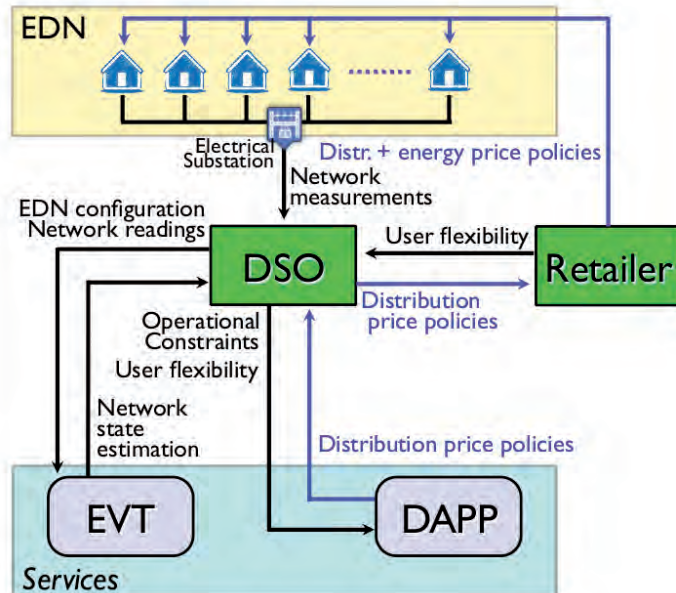 EDN
Electrical
Substation
Distr. + energy price policies
Network
measurements
EDN configuration
Network readings
DSO
User flexibility
Retailer
Distribution
price policies
Operational
Constraints
User flexibility
Network
state
estimation
Distribution price policies
EVT
DAPP
Services